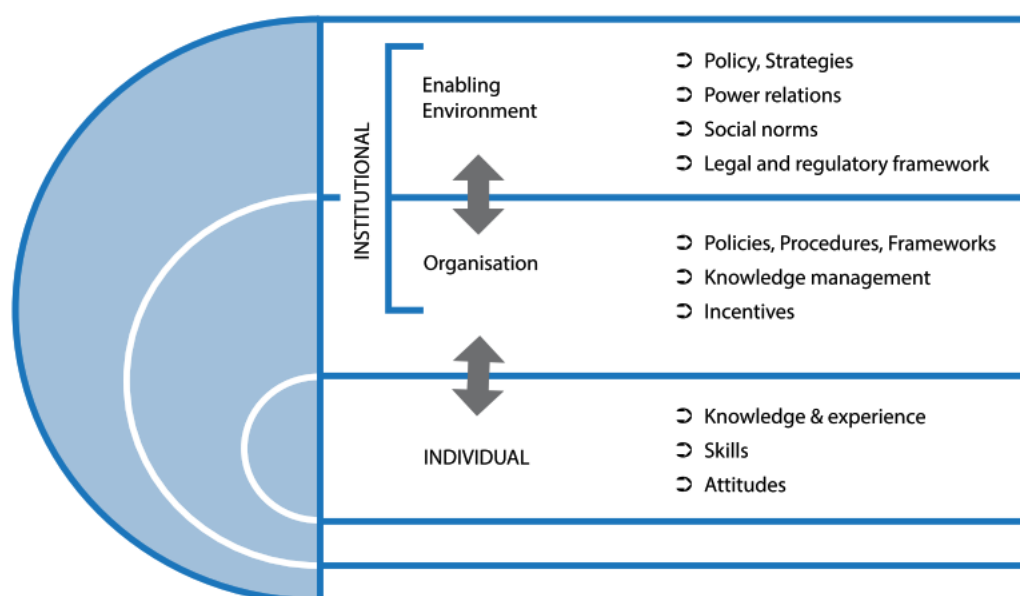 INSTITUTIONAL
Enabling
Environment
➲ Policy, Strategies
➲ Power relations
➲ Social norms
➲ Legal and regulatory framework
Organisation
➲ Policies, Procedures, Frameworks
➲ Knowledge management
➲ Incentives
INDIVIDUAL
➲ Knowledge & experience
➲ Skills
➲ Attitudes